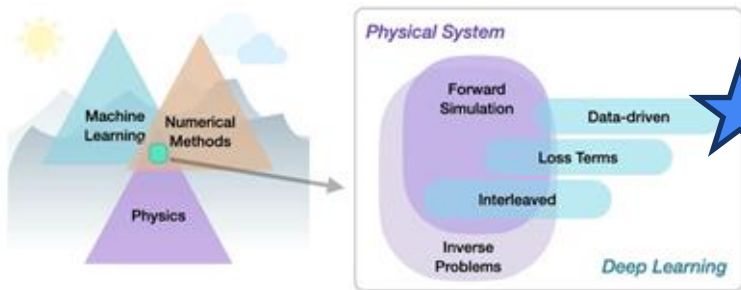 Machine
Learning
Numerical
Methods
Physics
Physical System
Forward
Simulation
Data-driven
Loss Terms
Interleaved
Inverse
Problems
Deep Learning